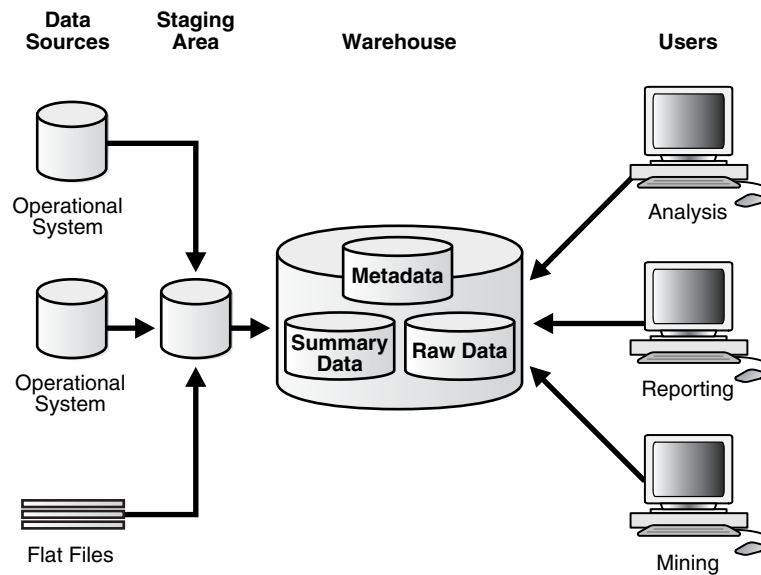 Data
Sources
Staging
Area
Warehouse
Users
Operational
System
Operational
System
Flat Files
Metadata
Summary
Data
Raw Data
Analysis
Reporting
Mining